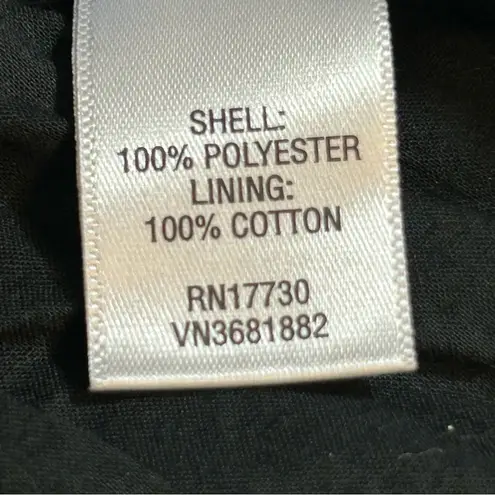 SHELL:
100% POLYESTER
LINING:
100% COTTON
RN17730
VN3681882